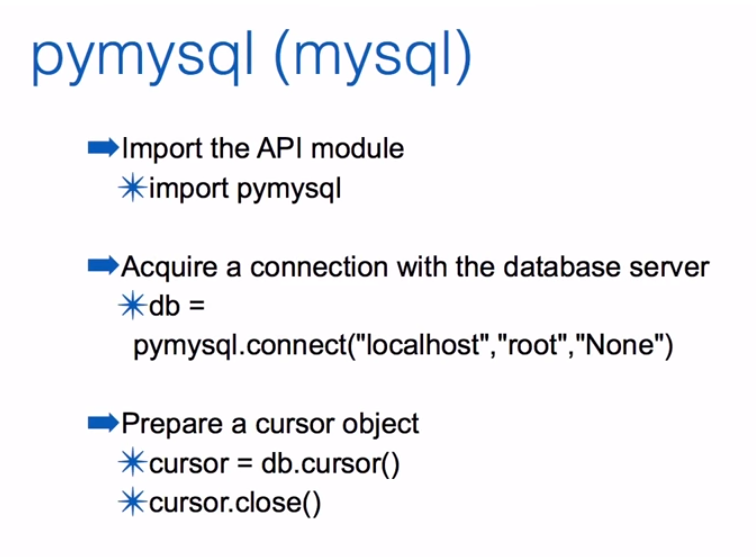 pymysql (mysql)
Import the API module
import pymysql
Acquire a connection with the database server
db =
pymysql.connect("localhost","root","None")
Prepare a cursor object
cursor = db.cursor()
cursor.close()